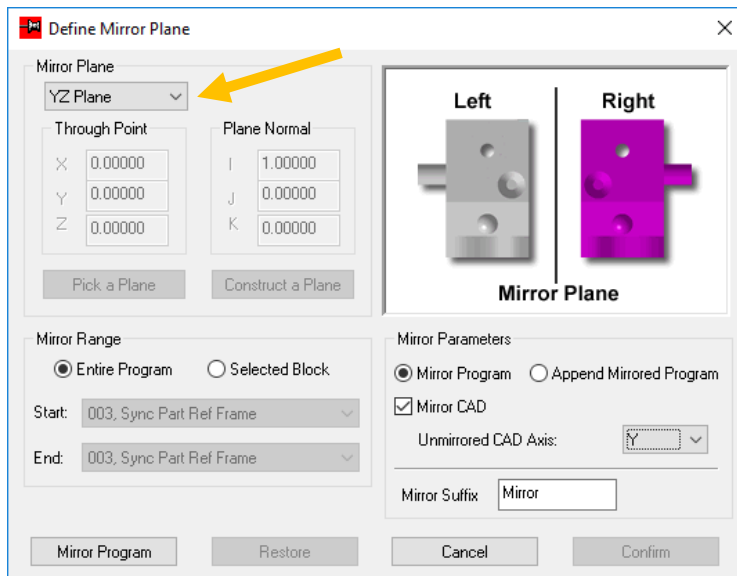 Define Mirror Plane
Mirror Plane
YZ Plane
Through Point
X 0.00000
Y 0.00000
Z 0.00000
Plane Normal
I 1.00000
J 0.00000
K 0.00000
Pick a Plane
Construct a Plane
Left Right
Mirror Plane
Mirror Range
Entire Program Selected Block
Start: 003, Sync Part Ref Frame
End: 003, Sync Part Ref Frame
Mirror Parameters
Mirror Program Append Mirrored Program
Mirror CAD
Unmirrored CAD Axis: Y
Mirror Suffix Mirror
Mirror Program Restore Cancel Confirm